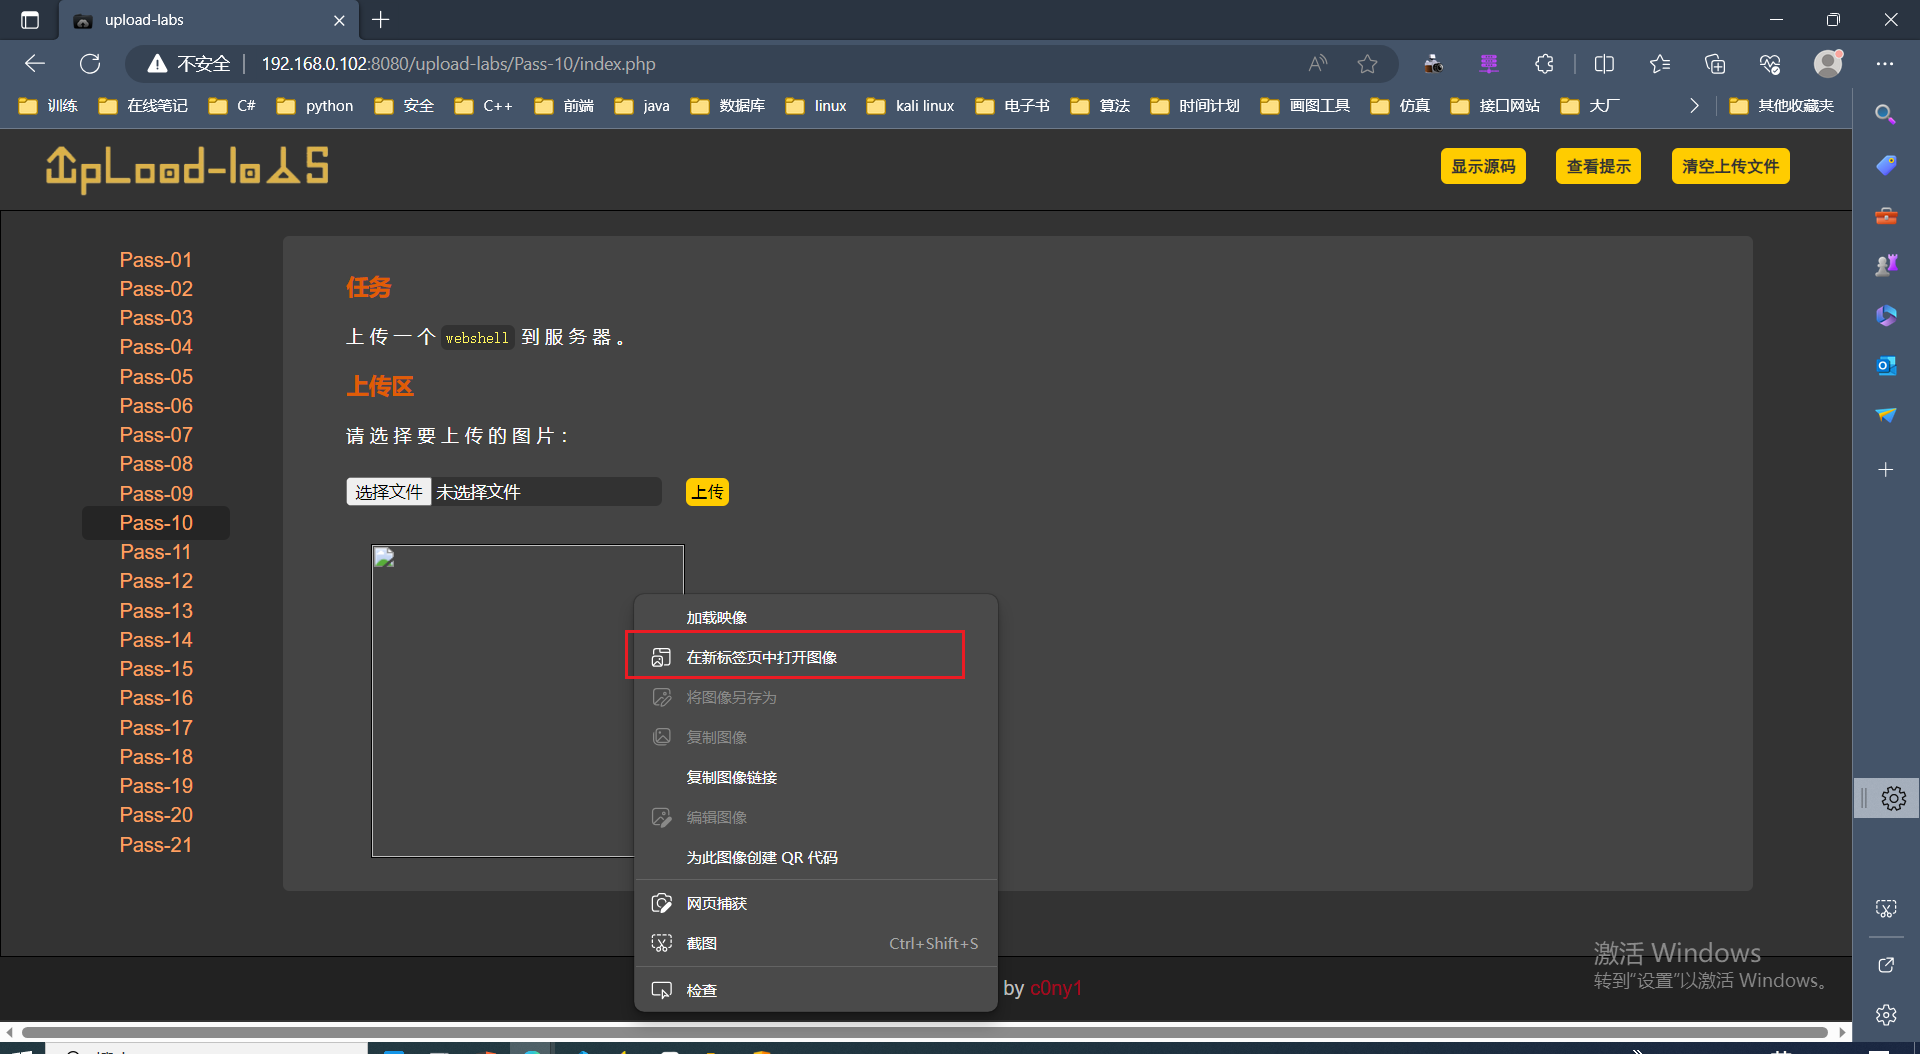 upload-labs
不安全 192.168.0.102:8080/upload-labs/Pass-10/index.php
训练 在线笔记 C# python 安全 C++ 前端 java 数据库 linux kali linux 电子书 算法 时间计划 画图工具 仿真 接口网站 大厂 其他收藏夹
UpLoad-labS
显示源码 查看提示 清空上传文件
Pass-01
Pass-02
Pass-03
Pass-04
Pass-05
Pass-06
Pass-07
Pass-08
Pass-09
Pass-10
Pass-11
Pass-12
Pass-13
Pass-14
Pass-15
Pass-16
Pass-17
Pass-18
Pass-19
Pass-20
Pass-21
任务
上传一个 webshell 到服务器。
上传区
请选择要上传的图片：
选择文件 未选择文件 上传
加载映像
在新标签页中打开图像
将图像另存为
复制图像
复制图像链接
编辑图像
为此图像创建 QR 代码
网页捕获
截图 Ctrl+Shift+S
检查
by c0ny1
激活 Windows
转到“设置”以激活 Windows。